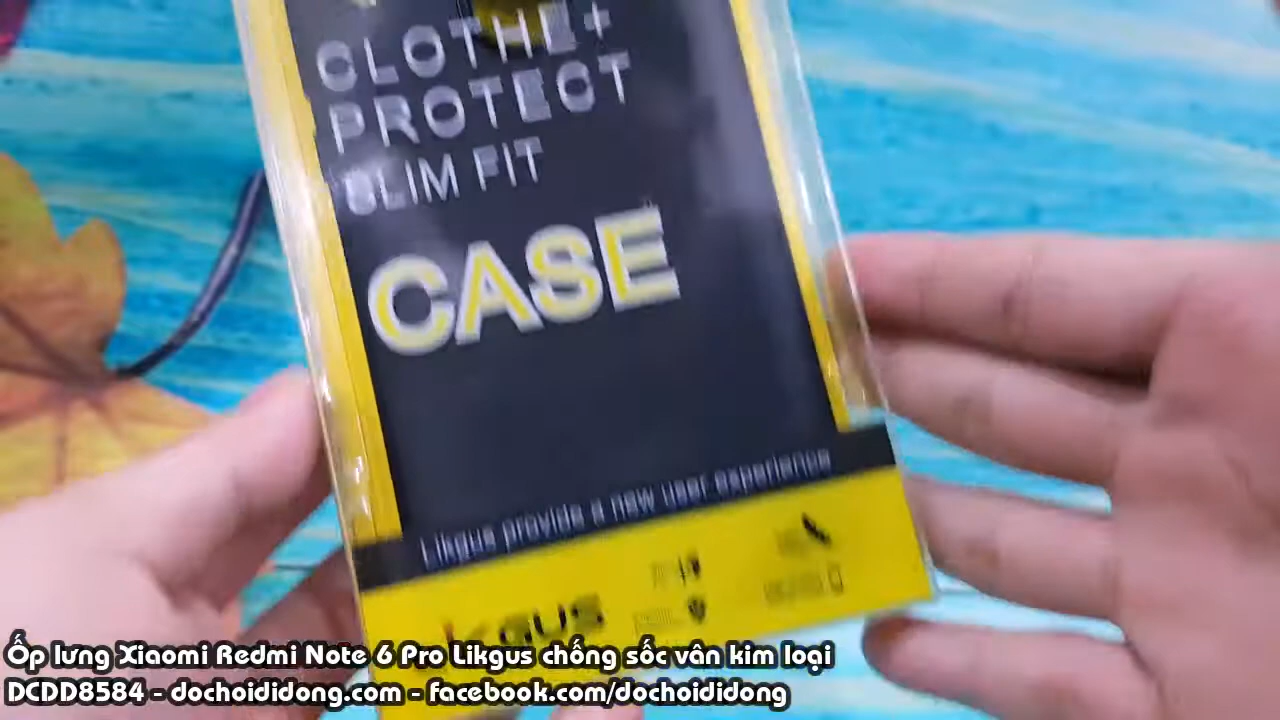 CLOTHE+
PROTECT
SLIM FIT
CASE
Likgus provide a new user experience
Ốp lưng Xiaomi Redmi Note 6 Pro Likgus chống sốc vân kim loại
DCDD8584 - dochoididong.com - facebook.com/dochoididong